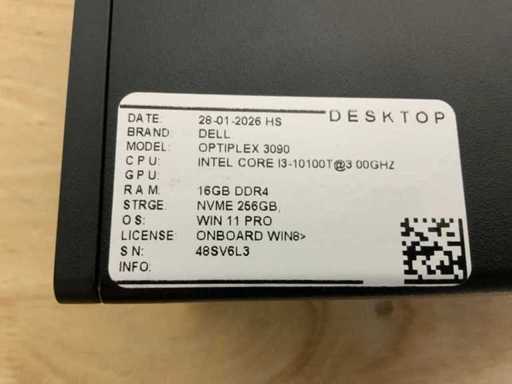 DESKTOP
DATE: 28-01-2026 HS
BRAND: DELL
MODEL: OPTIPLEX 3090
CPU: INTEL CORE I3-10100T@3 00GHZ
GPU:
RAM: 16GB DDR4
STRGE: NVME 256GB,
OS: WIN 11 PRO
LICENSE: ONBOARD WIN8>
SN: 48SV6L3
INFO: